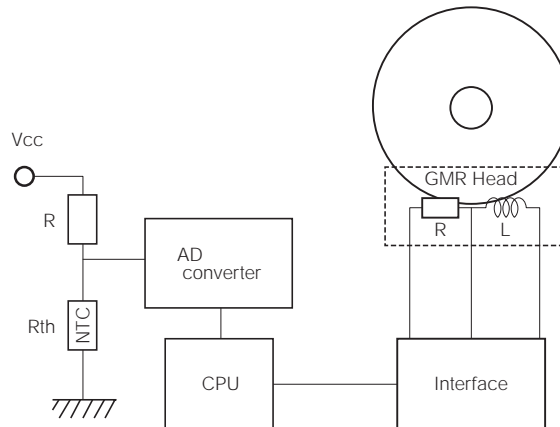 Vcc
GMR Head
R
R
L
AD
converter
Rth
NTC
CPU
Interface